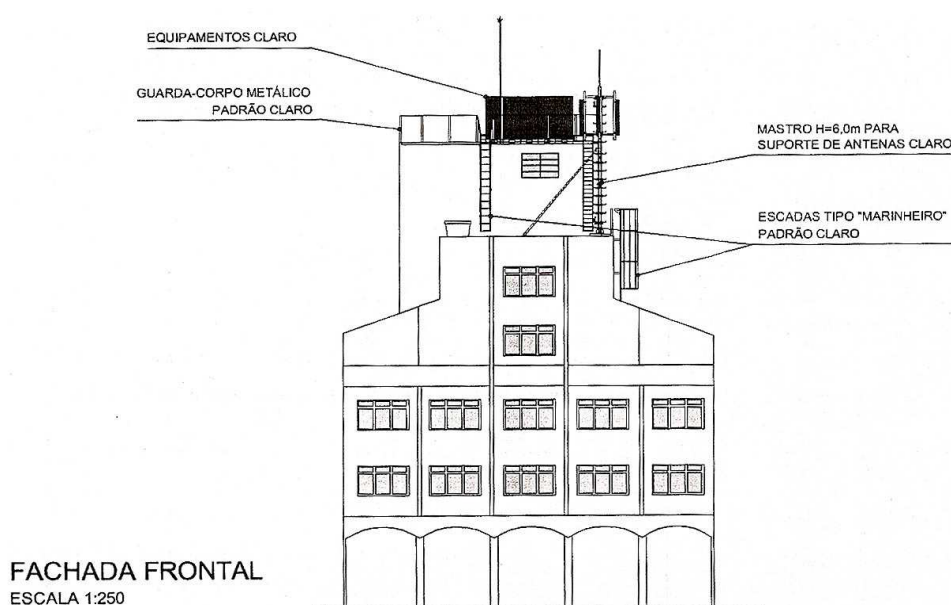 EQUIPAMENTOS CLARO
GUARDA-CORPO METÁLICO
PADRÃO CLARO
MASTRO H=6,0m PARA
SUPORTE DE ANTENAS CLARO
ESCADAS TIPO "MARINHEIRO"
PADRÃO CLARO
FACHADA FRONTAL
ESCALA 1:250